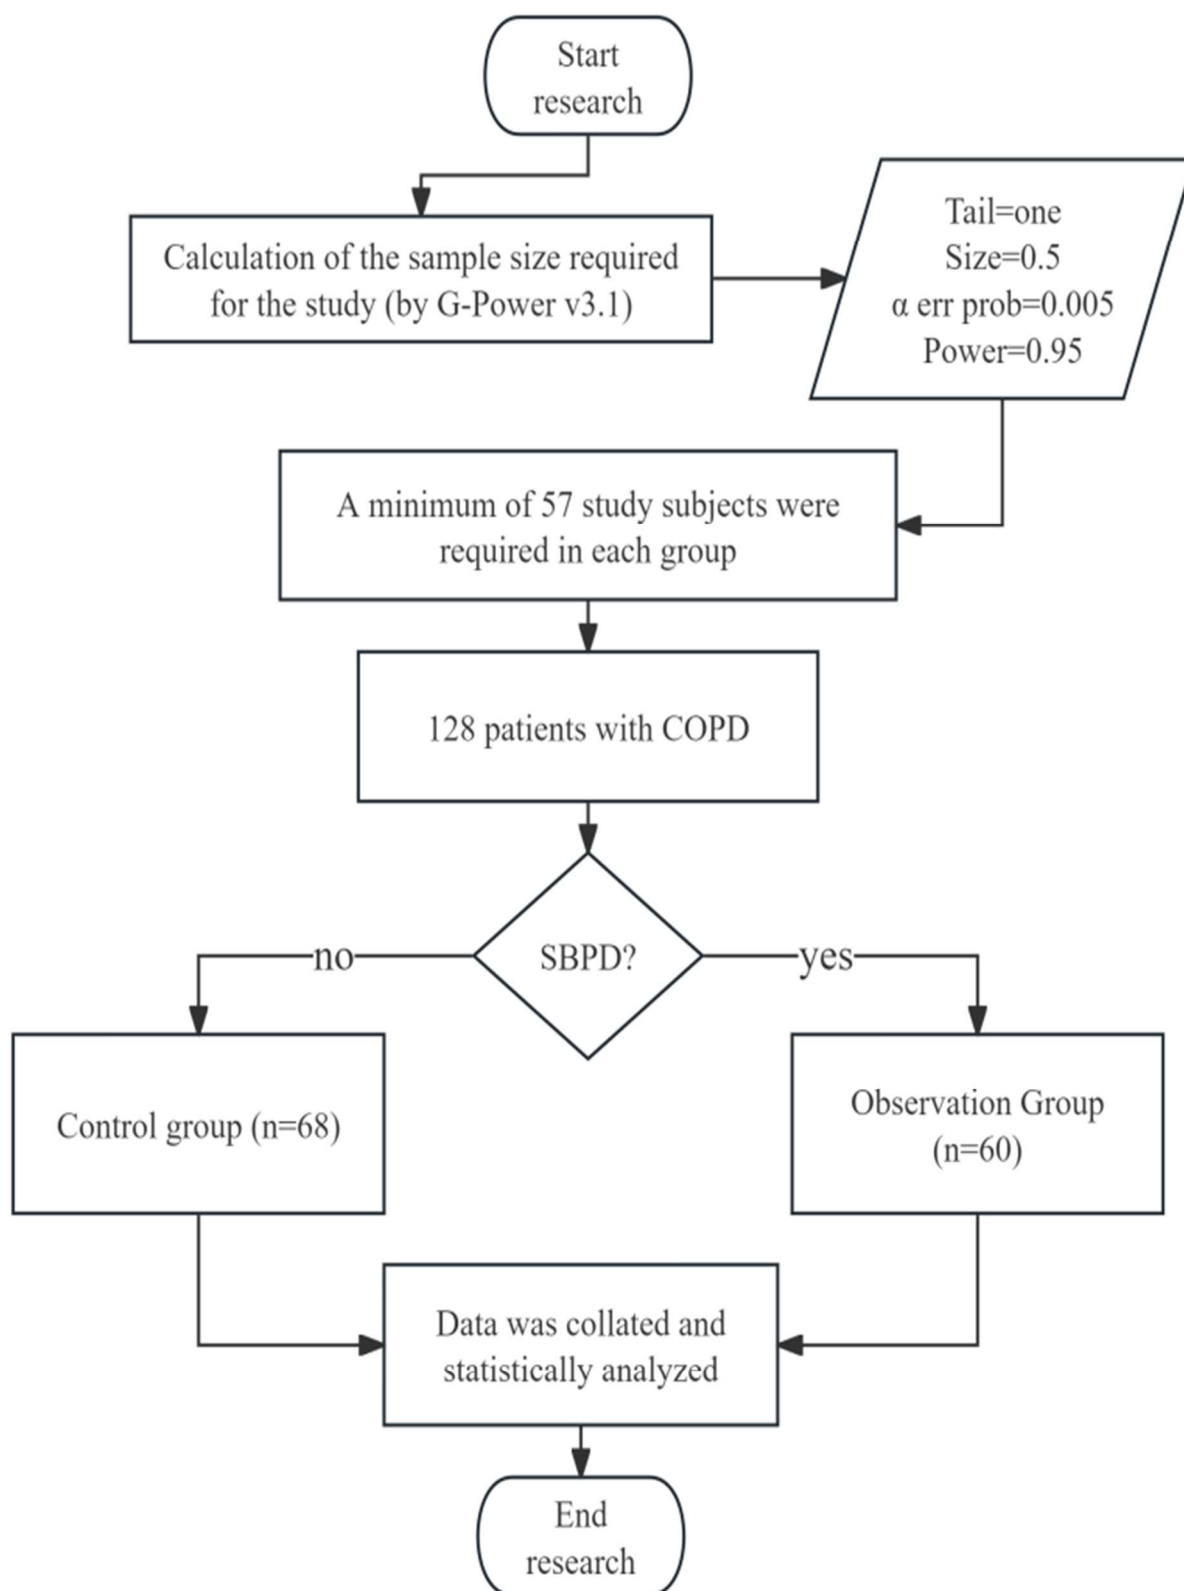 Start
research
Calculation of the sample size required
for the study (by G-Power v3.1)
Tail=one
Size=0.5
α err prob=0.005
Power=0.95
A minimum of 57 study subjects were
required in each group
128 patients with COPD
SBPD?
no
yes
Control group (n=68)
Observation Group
(n=60)
Data was collated and
statistically analyzed
End
research